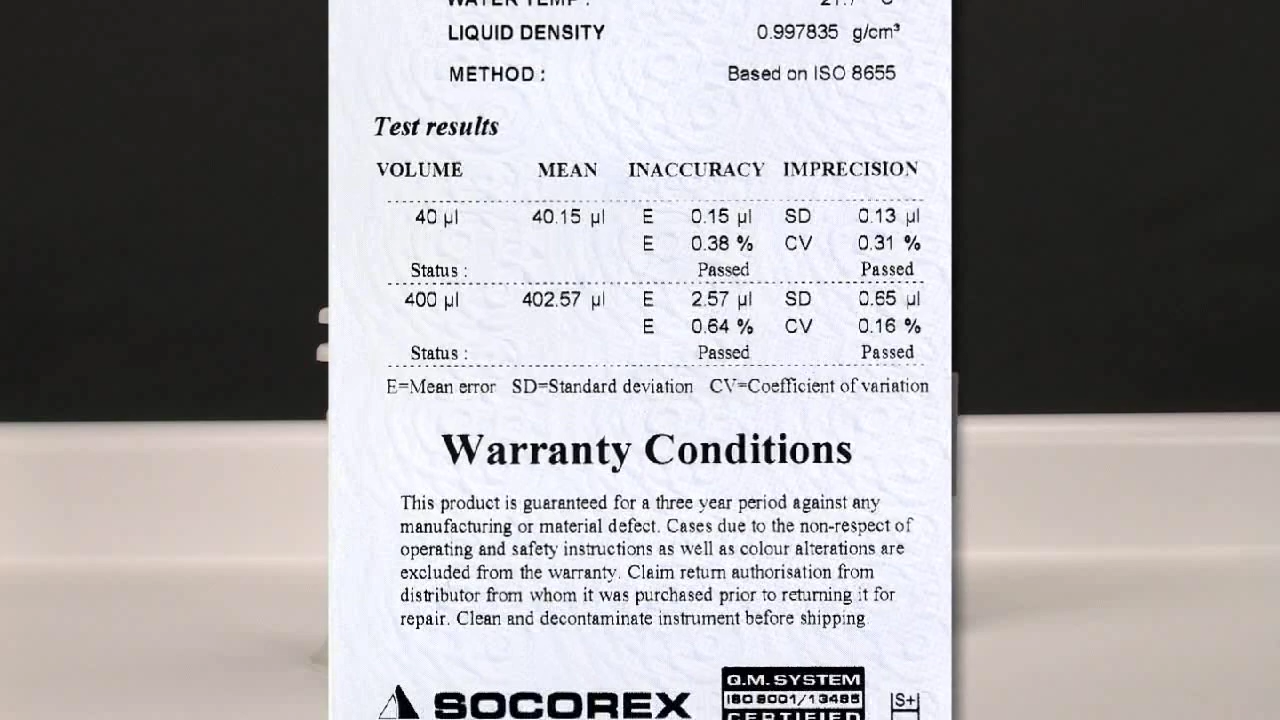 WATER TEMP :
LIQUID DENSITY 0.997835 g/cm³
METHOD : Based on ISO 8655
Test results
VOLUME MEAN INACCURACY IMPRECISION
40 µl 40.15 µl E 0.15 µl SD 0.13 µl
E 0.38 % CV 0.31 %
Status : Passed Passed
400 µl 402.57 µl E 2.57 µl SD 0.65 µl
E 0.64 % CV 0.16 %
Status : Passed Passed
E=Mean error SD=Standard deviation CV=Coefficient of variation
Warranty Conditions
This product is guaranteed for a three year period against any
manufacturing or material defect. Cases due to the non-respect of
operating and safety instructions as well as colour alterations are
excluded from the warranty. Claim return authorisation from
distributor from whom it was purchased prior to returning it for
repair. Clean and decontaminate instrument before shipping
SOCOREX
Q.M. SYSTEM
ISO 9001/13485
CERTIFIED
S+